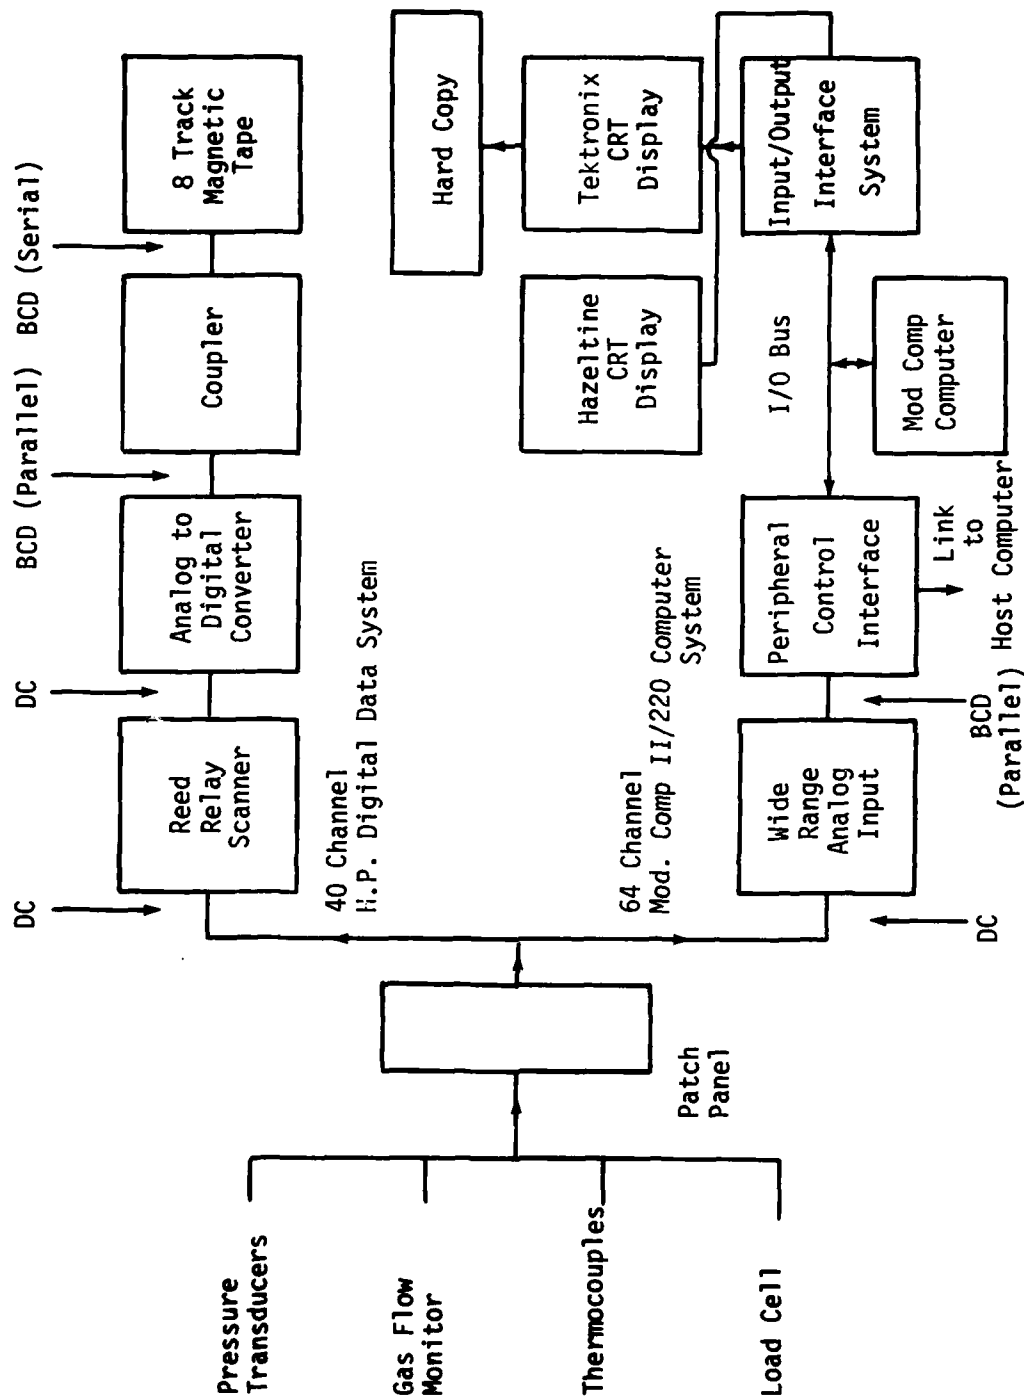 Pressure
Transducers
Gas Flow
Monitor
Thermocouples
Load Cell
Patch
Panel
DC
DC
BCD (Parallel)
BCD (Serial)
Reed
Relay
Scanner
Analog to
Digital
Converter
Coupler
8 Track
Magnetic
Tape
40 Channel
H.P. Digital Data System
64 Channel
Mod. Comp II/220 Computer
System
Hazeltine
CRT
Display
Tektronix
CRT
Display
Hard Copy
Wide
Range
Analog
Input
Peripheral
Control
Interface
I/O Bus
Mod Comp
Computer
Input/Output
Interface
System
DC
BCD
(Parallel)
Link
to
Host Computer